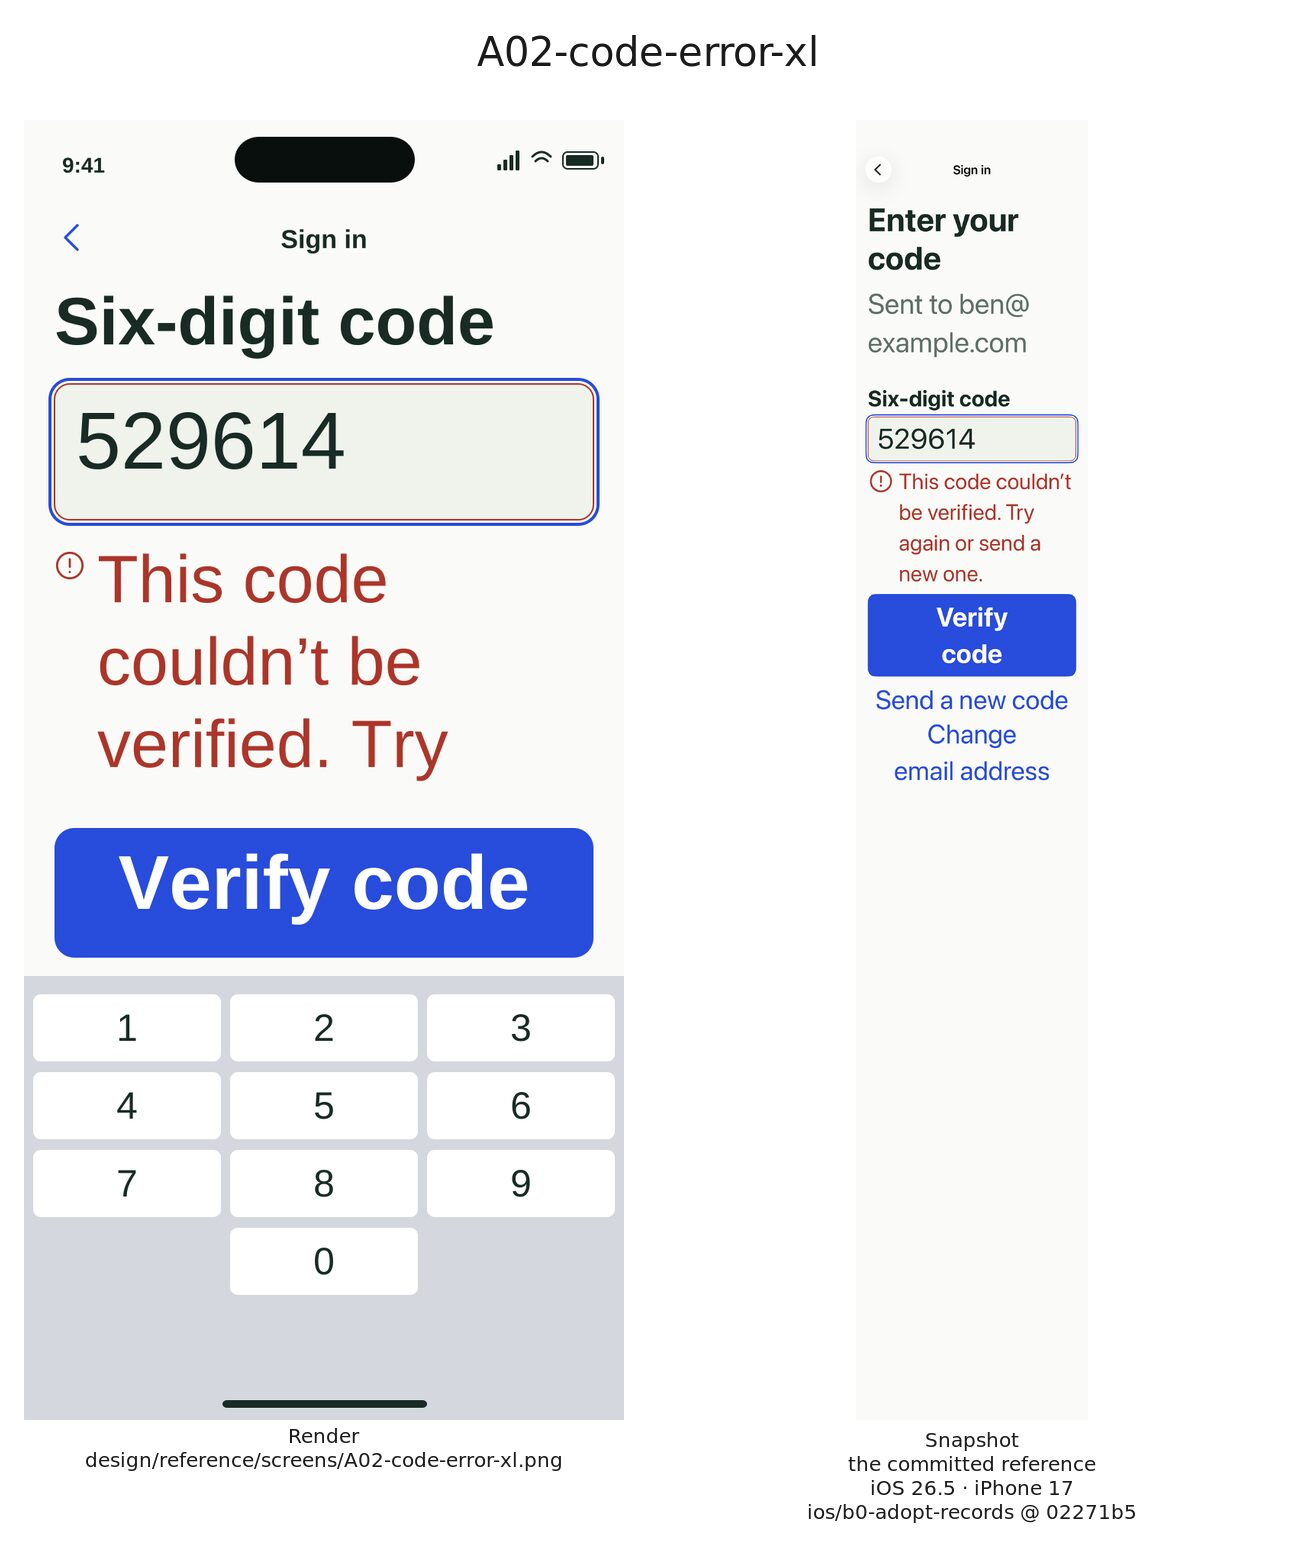 A02-code-error-xl
9:41
Sign in
Six-digit code
529614
This code
couldn’t be
verified. Try
Verify code
1 2 3
4 5 6
7 8 9
0
Render
design/reference/screens/A02-code-error-xl.png
Sign in
Enter your
code
Sent to ben@
example.com
Six-digit code
529614
This code couldn’t
be verified. Try
again or send a
new one.
Verify
code
Send a new code
Change
email address
Snapshot
the committed reference
iOS 26.5 · iPhone 17
ios/b0-adopt-records @ 02271b5